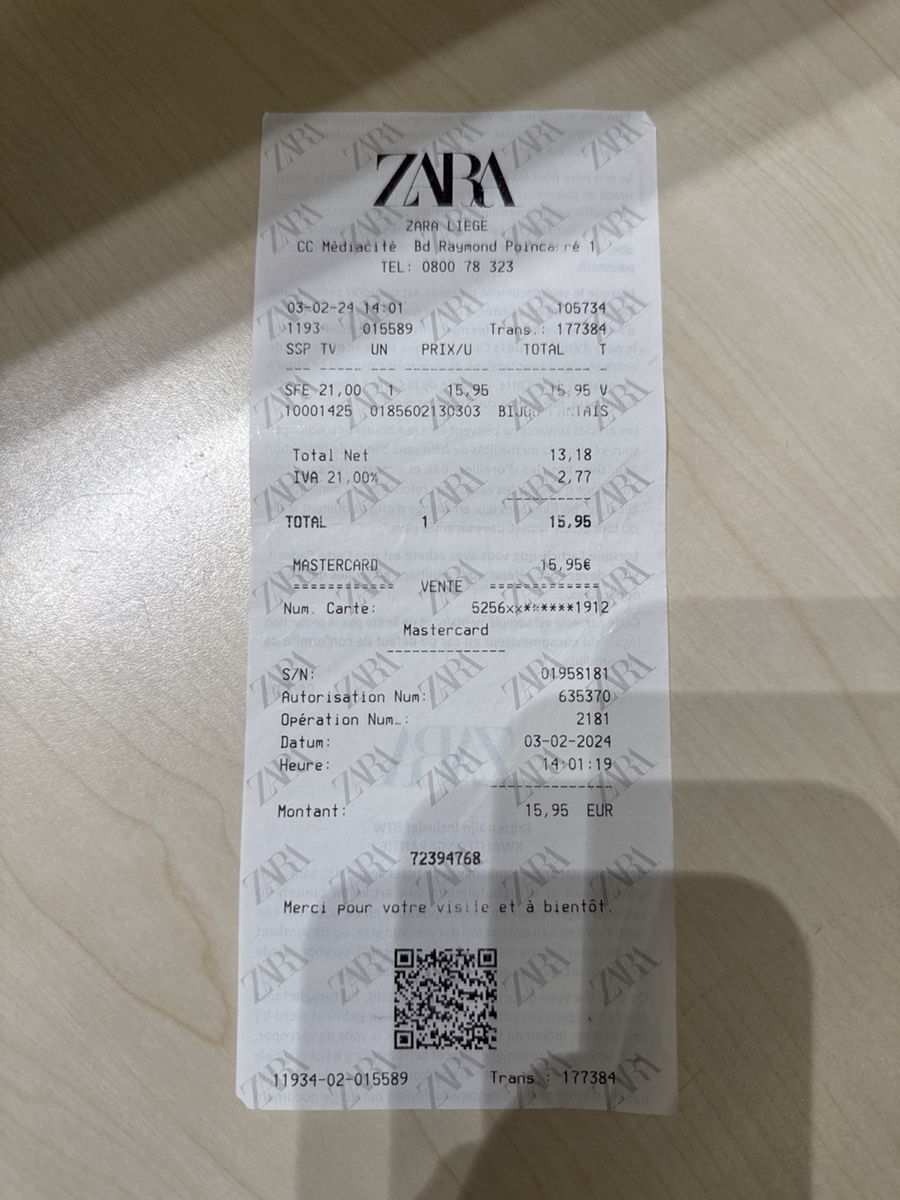 ZARA
ZARA LIEGE
CC Médiacité Bd Raymond Poincarré 1
TEL: 0800 78 323
03-02-24 14:01 105734
1193 015589 Trans.: 177384
SSP TV UN PRIX/U TOTAL T
SFE 21,00 1 15,95 15,95 V
10001425 0185602130303
Total Net 13,18
IVA 21,00% 2,77
TOTAL 1 15,95
MASTERCARD 15,95€
============ VENTE =============
Num. Carte: 5256xx******1912
Mastercard
S/N: 01958181
Autorisation Num: 635370
Opération Num..: 2181
Datum: 03-02-2024
Heure: 14:01:19
Montant: 15,95 EUR
72394768
Merci pour votre visite et à bientôt.
11934-02-015589 Trans.: 177384